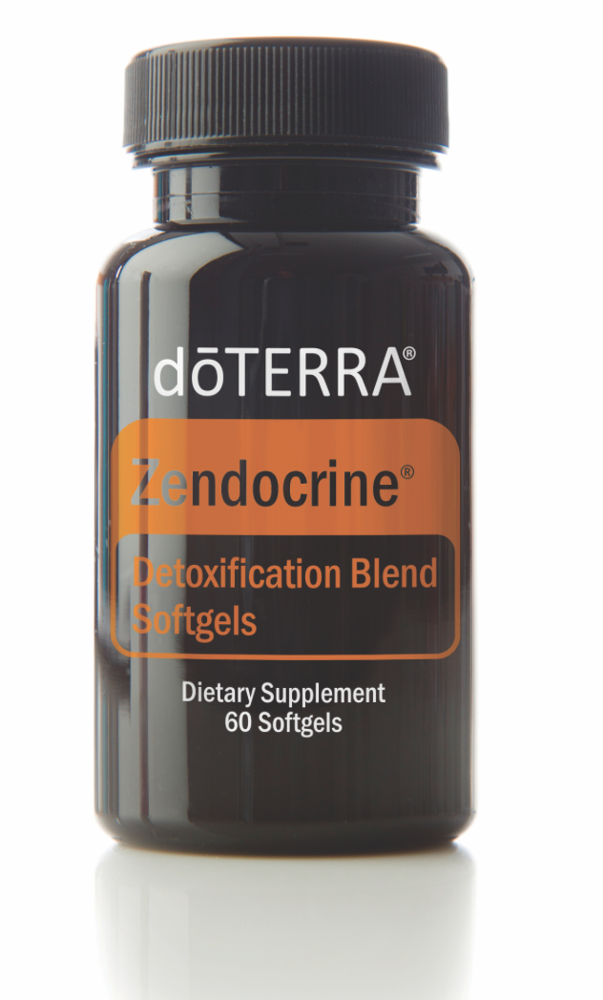 dōTERRA®
Zendocrine®
Detoxification Blend
Softgels
Dietary Supplement
60 Softgels